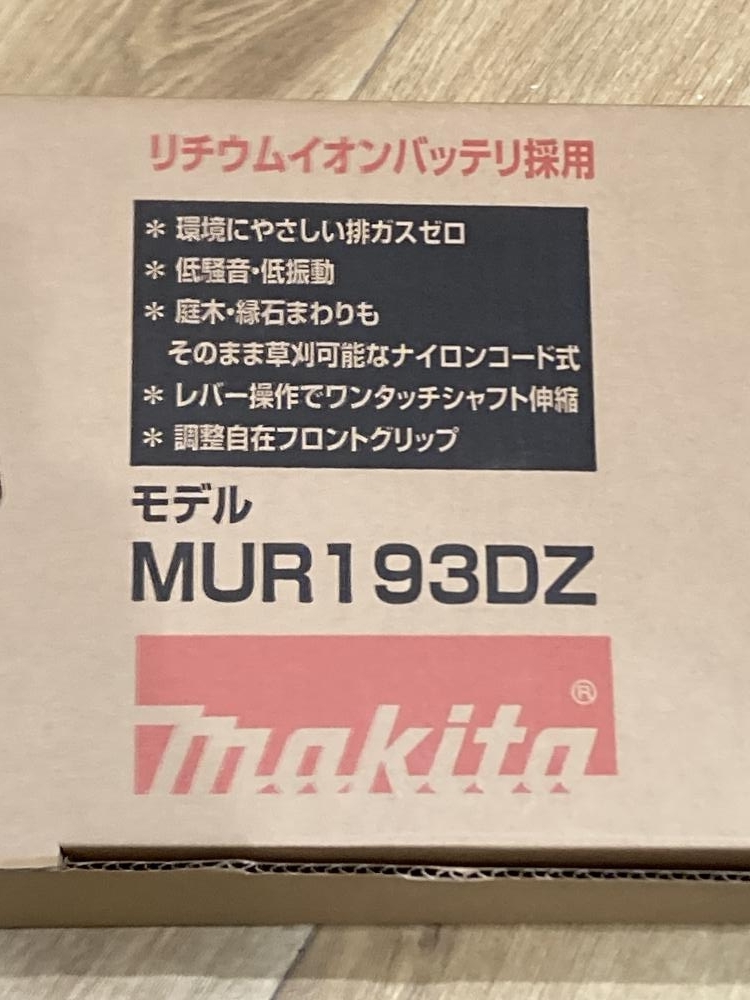 リチウムイオンバッテリ採用
* 環境にやさしい排ガスゼロ
* 低騒音・低振動
* 庭木・縁石まわりも
そのまま草刈可能なナイロンコード式
* レバー操作でワンタッチシャフト伸縮
* 調整自在フロントグリップ
モデル
MUR193DZ
makita®